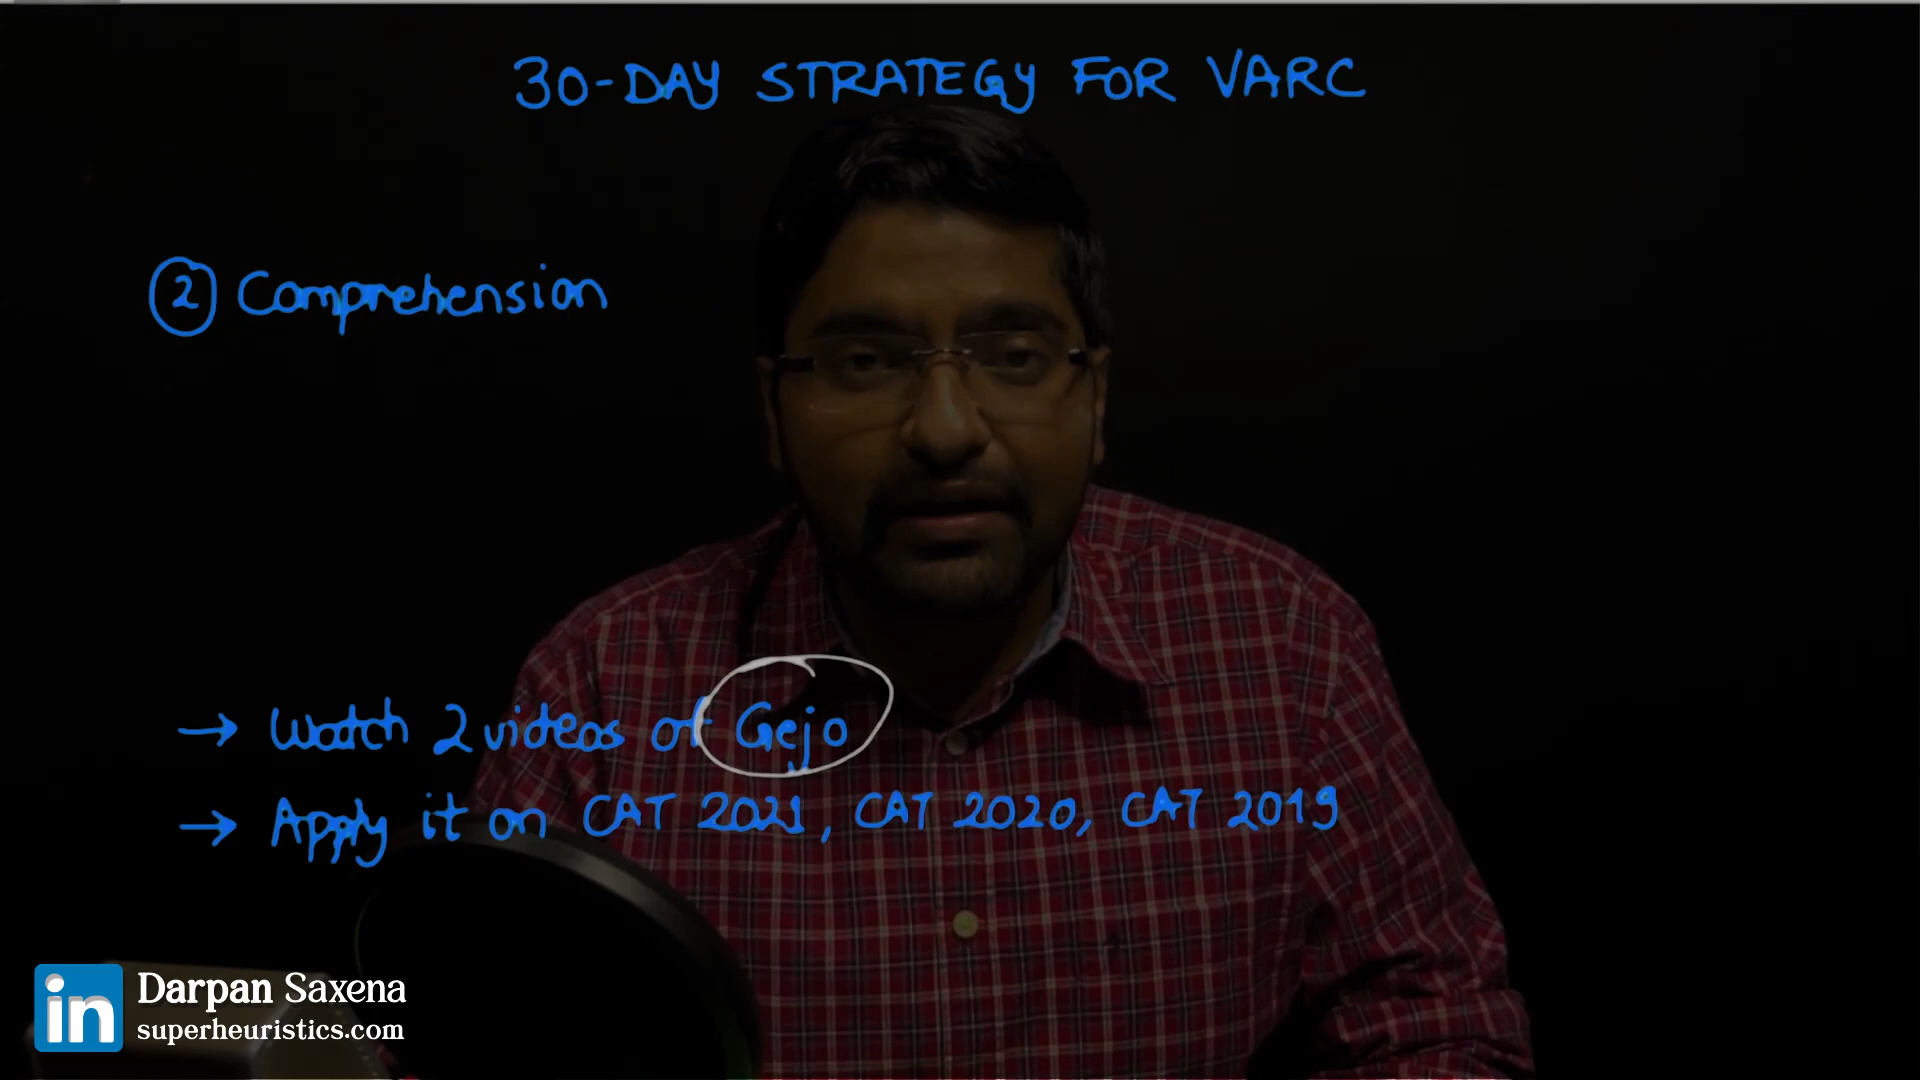 30-DAY STRATEGY FOR VARC
2 Comprehension
→ Watch 2 videos of Gejo
→ Apply it on CAT 2021, CAT 2020, CAT 2019
in Darpan Saxena
superheuristics.com